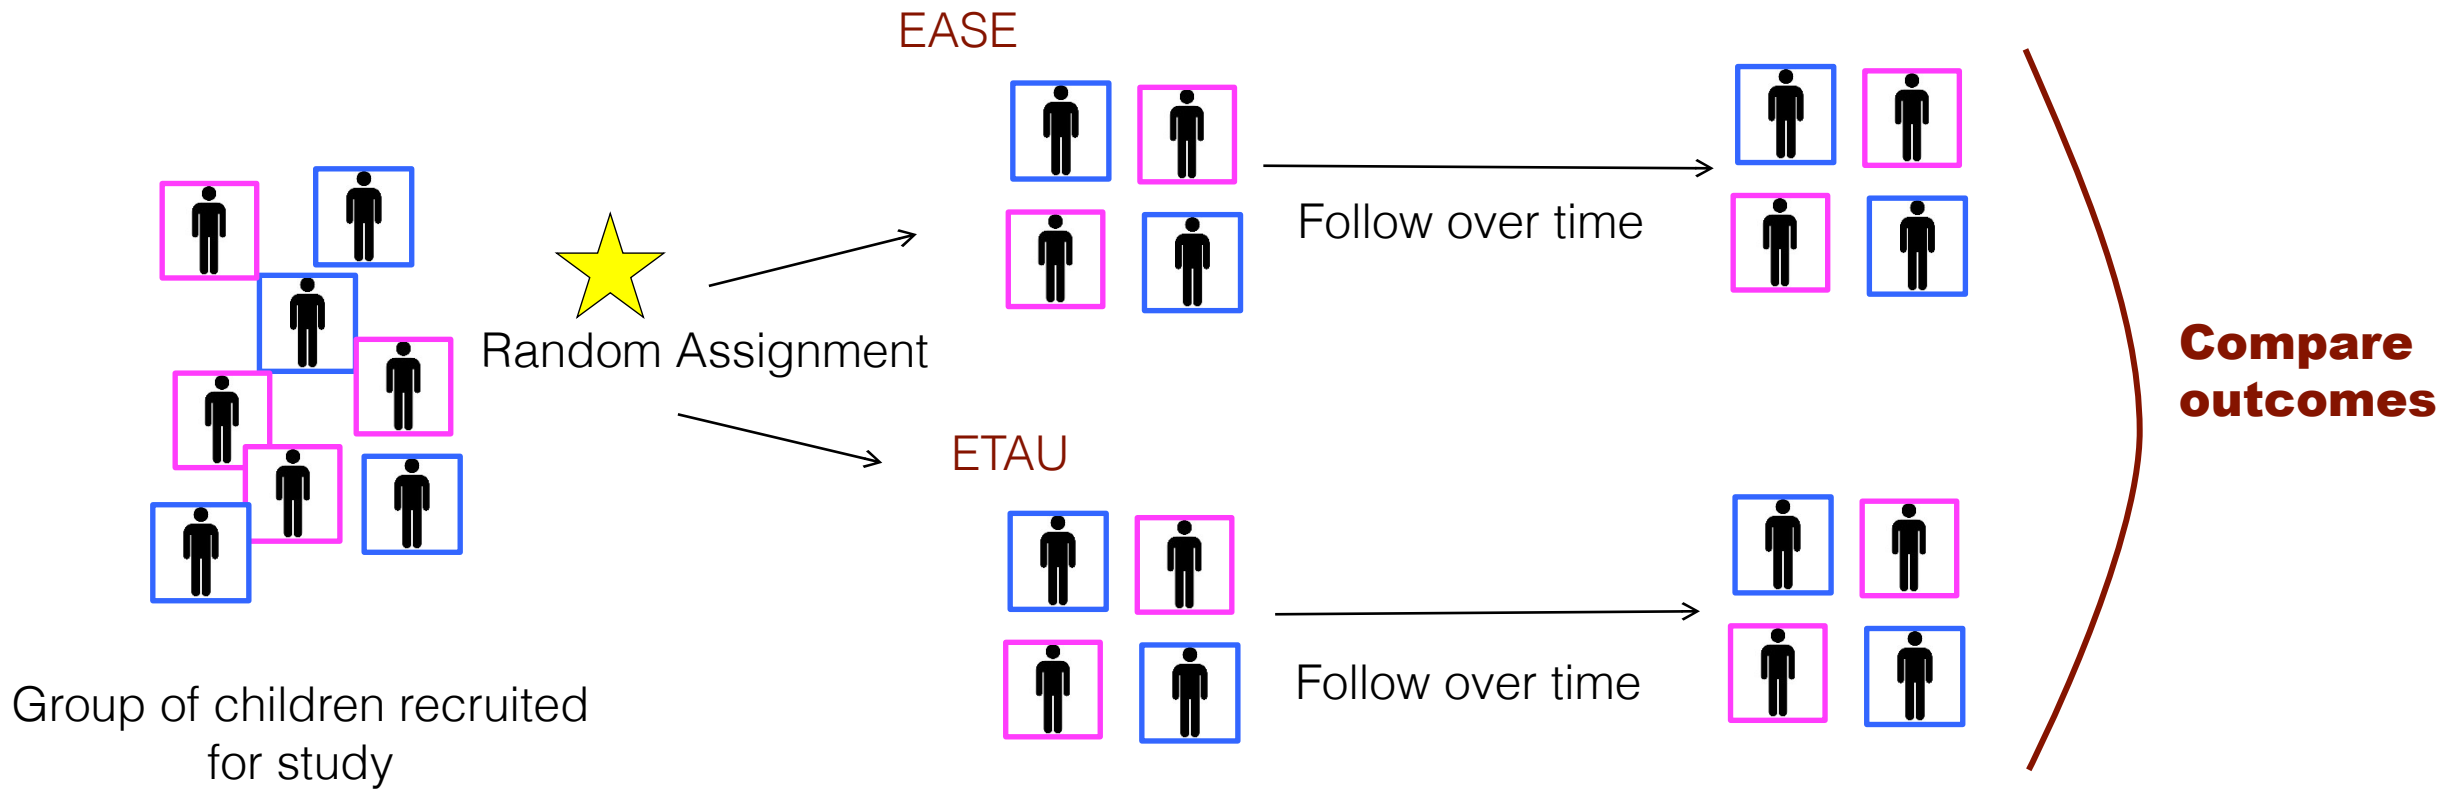 EASE
Follow over time
Random Assignment
Compare
outcomes
ETAU
Follow over time
Group of children recruited
for study